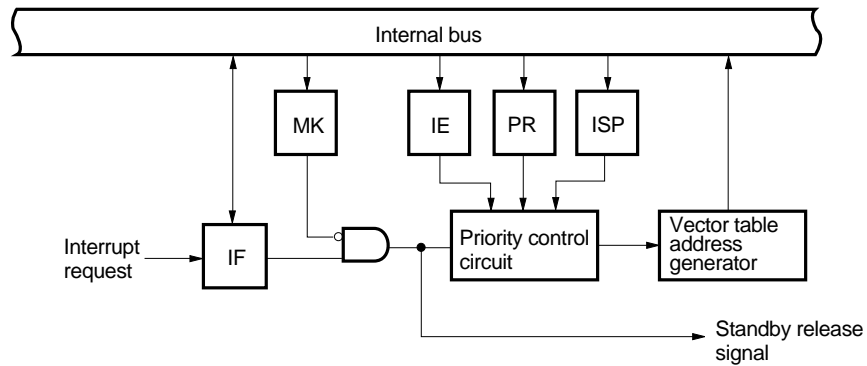 Internal bus
MK
IE
PR
ISP
Interrupt
request
IF
Priority control
circuit
Vector table
address
generator
Standby release
signal